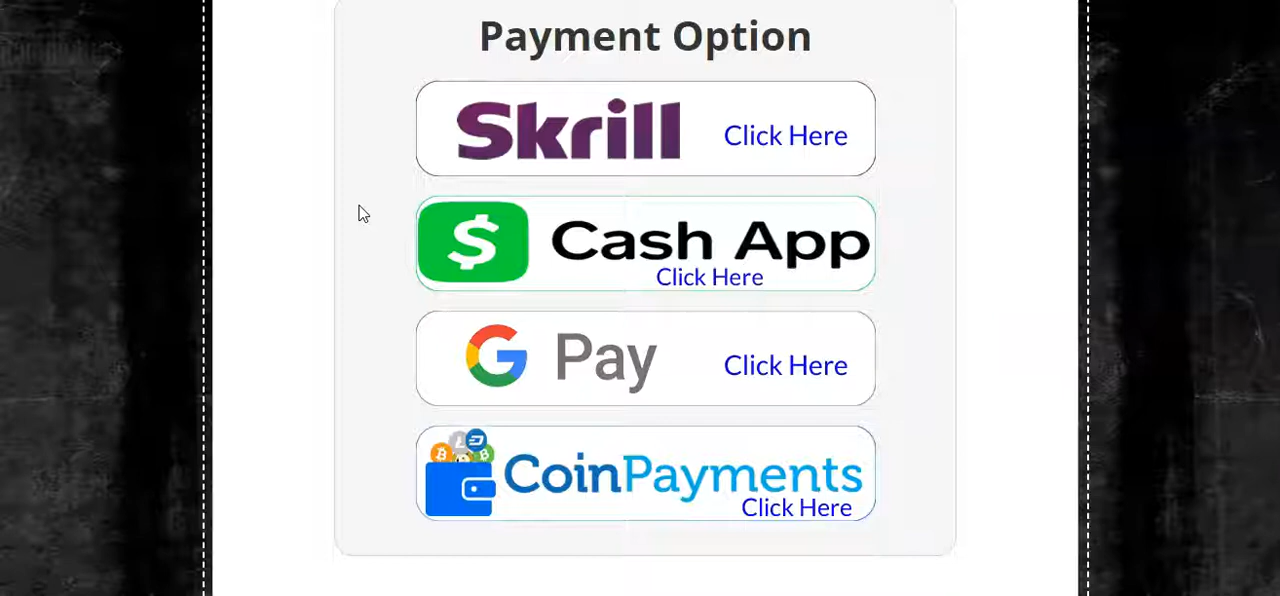 Payment Option
Skrill Click Here
$ Cash App
Click Here
G Pay Click Here
CoinPayments
Click Here